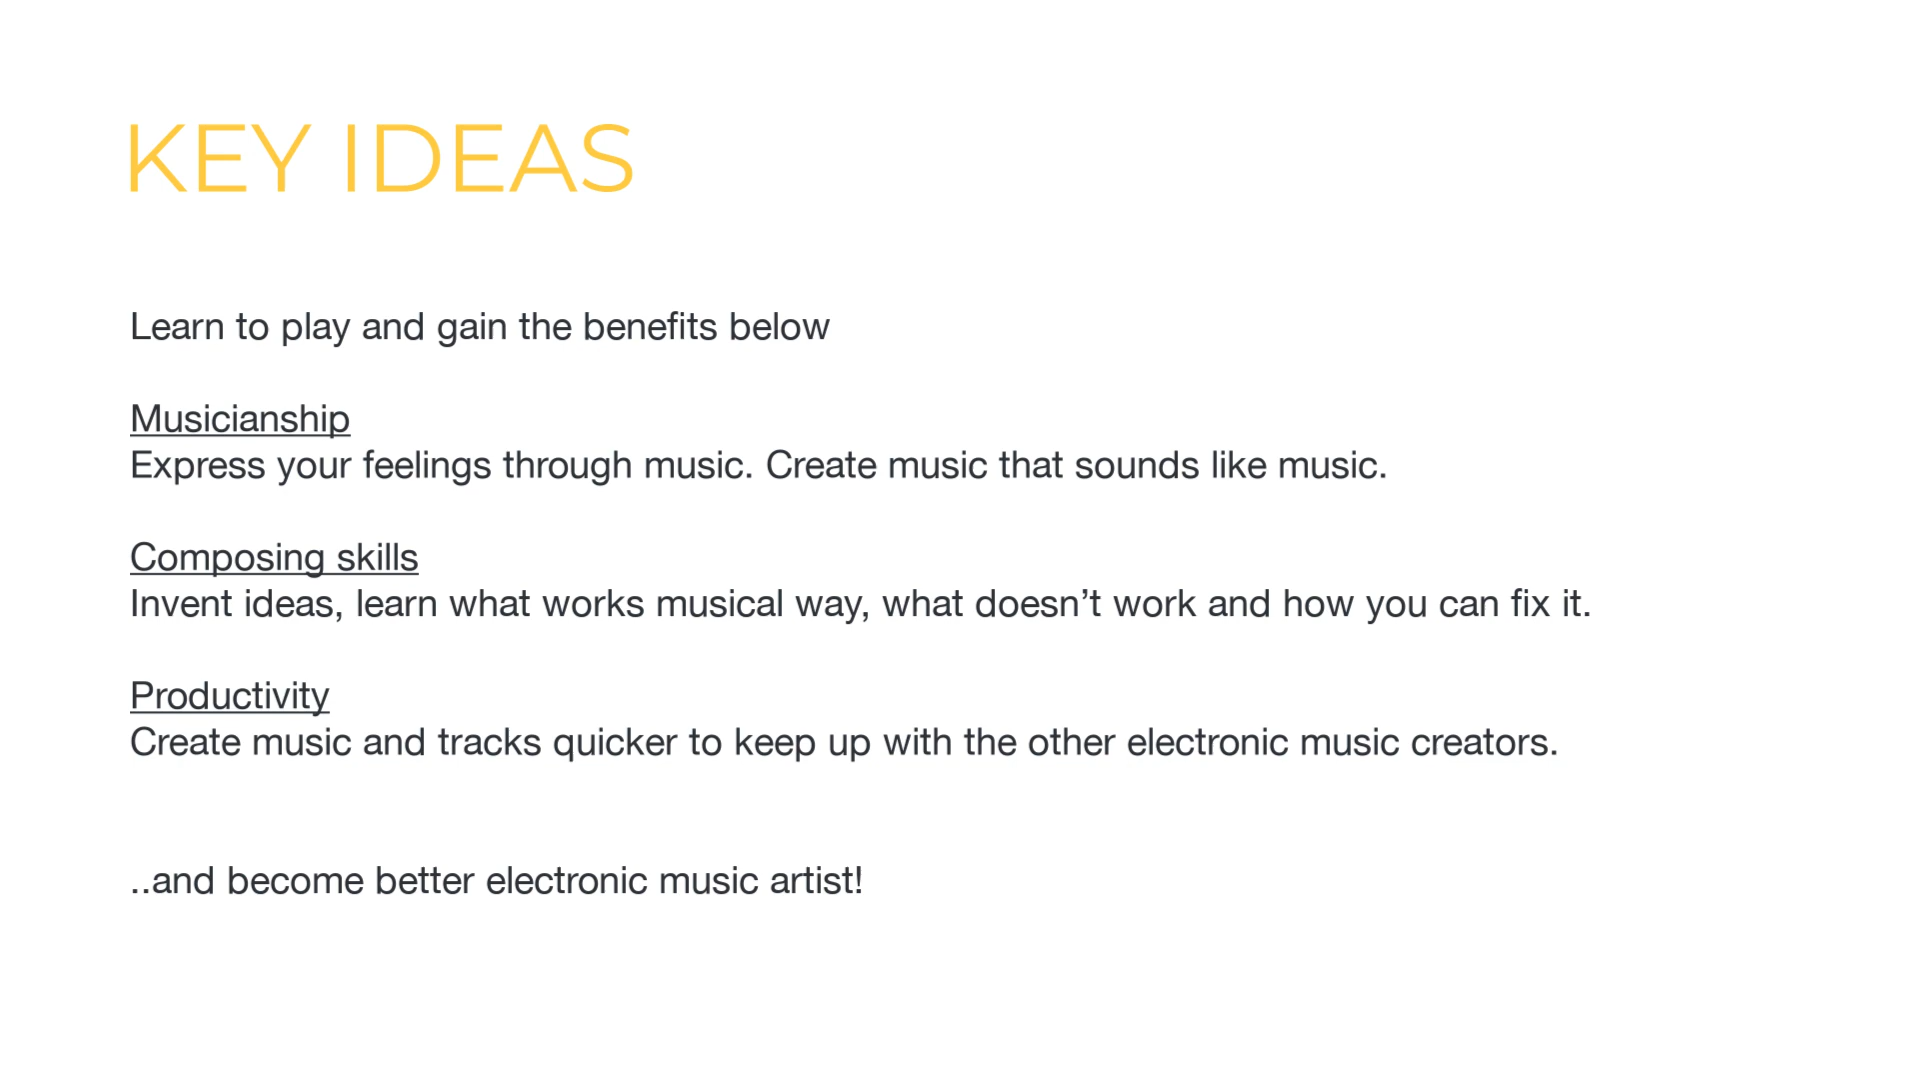 KEY IDEAS
Learn to play and gain the benefits below
Musicianship
Express your feelings through music. Create music that sounds like music.
Composing skills
Invent ideas, learn what works musical way, what doesn’t work and how you can fix it.
Productivity
Create music and tracks quicker to keep up with the other electronic music creators.
..and become better electronic music artist!